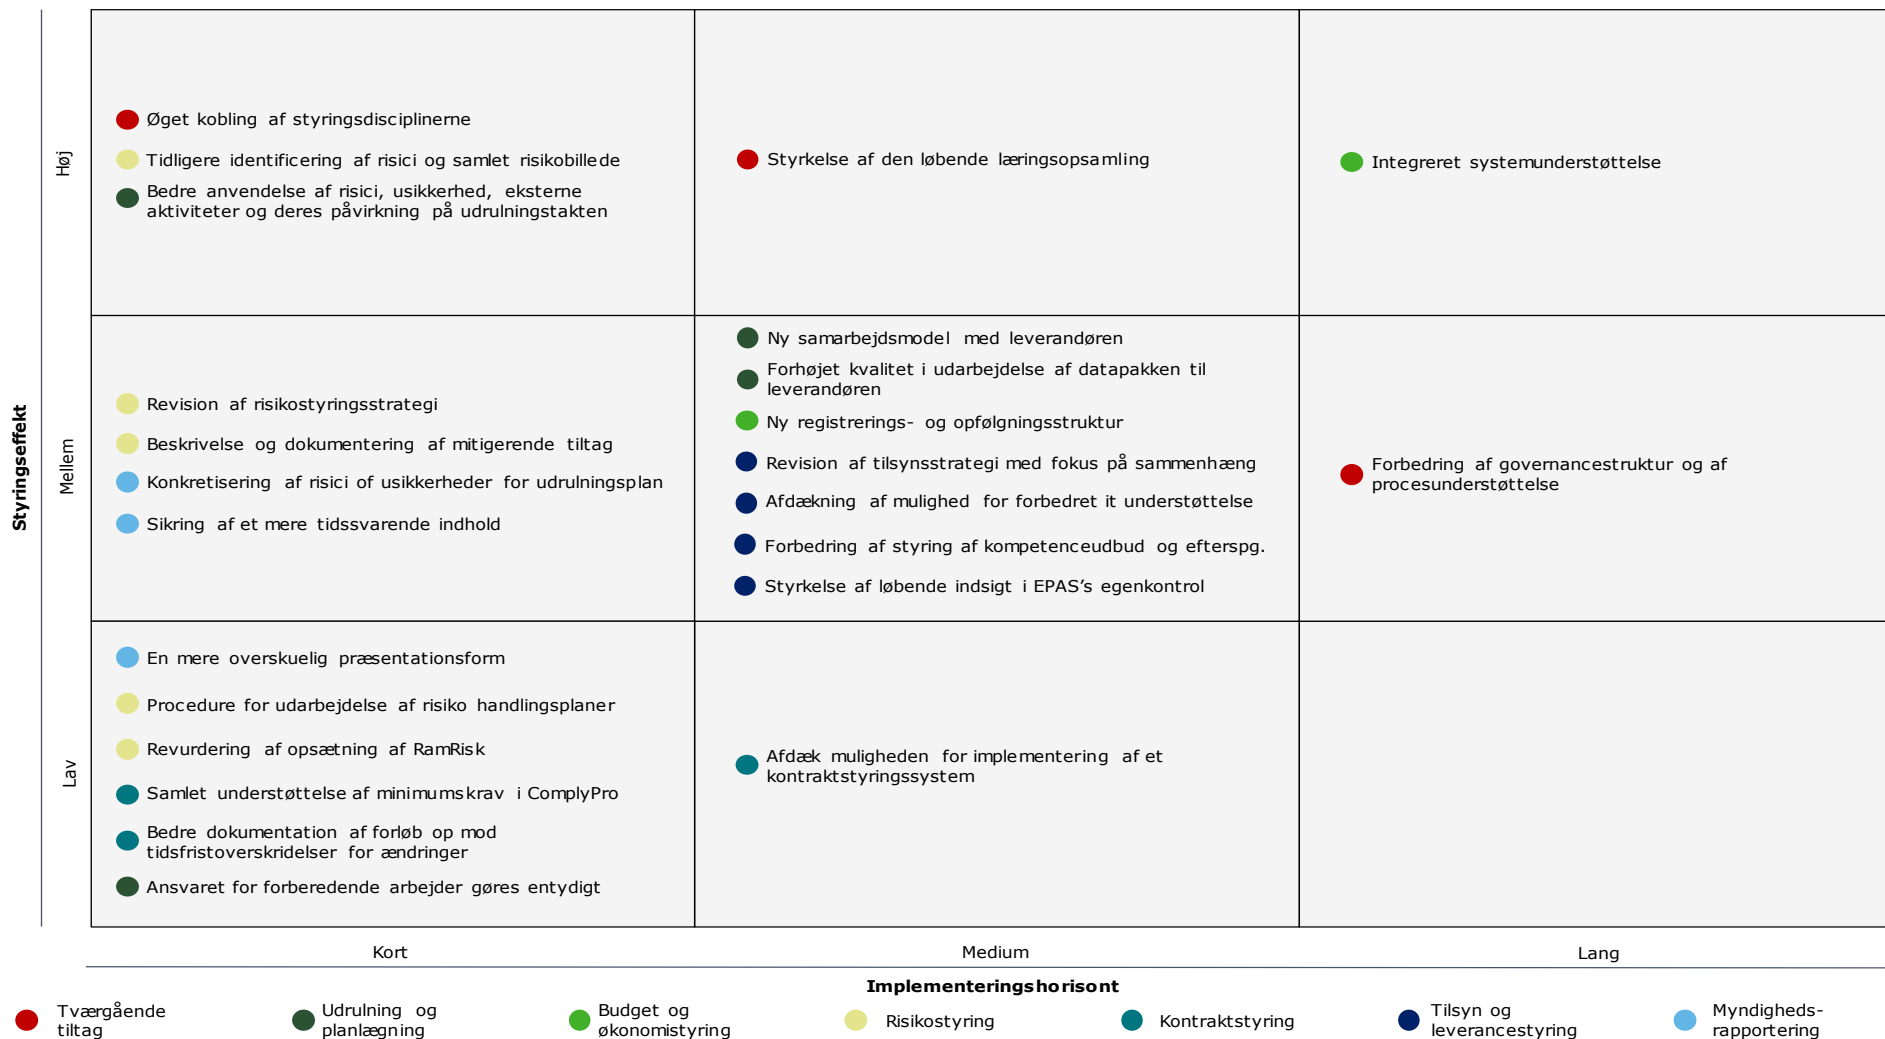 Styringseffekt
Høj
Øget kobling af styringsdisciplinerne
Tidligere identificering af risici og samlet risikobillede
Bedre anvendelse af risici, usikkerhed, eksterne
aktiviteter og deres påvirkning på udrulningstakten
Styrkelse af den løbende læringsopsamling
Integreret systemunderstøttelse
Mellem
Revision af risikostyringsstrategi
Beskrivelse og dokumentering af mitigerende tiltag
Konkretisering af risici of usikkerheder for udrulningsplan
Sikring af et mere tidssvarende indhold
Ny samarbejdsmodel med leverandøren
Forhøjet kvalitet i udarbejdelse af datapakken til
leverandøren
Ny registrerings- og opfølgningsstruktur
Revision af tilsynsstrategi med fokus på sammenhæng
Afdækning af mulighed for forbedret it understøttelse
Forbedring af styring af kompetenceudbud og efterspg.
Styrkelse af løbende indsigt i EPAS’s egenkontrol
Forbedring af governancestruktur og af
procesunderstøttelse
Lav
En mere overskuelig præsentationsform
Procedure for udarbejdelse af risiko handlingsplaner
Revurdering af opsætning af RamRisk
Samlet understøttelse af minimumskrav i ComplyPro
Bedre dokumentation af forløb op mod
tidsfristoverskridelser for ændringer
Ansvaret for forberedende arbejder gøres entydigt
Afdæk muligheden for implementering af et
kontraktstyringssystem
Kort
Medium
Lang
Implementeringshorisont
Tværgående
tiltag
Udrulning og
planlægning
Budget og
økonomistyring
Risikostyring
Kontraktstyring
Tilsyn og
leverancestyring
Myndigheds-
rapportering